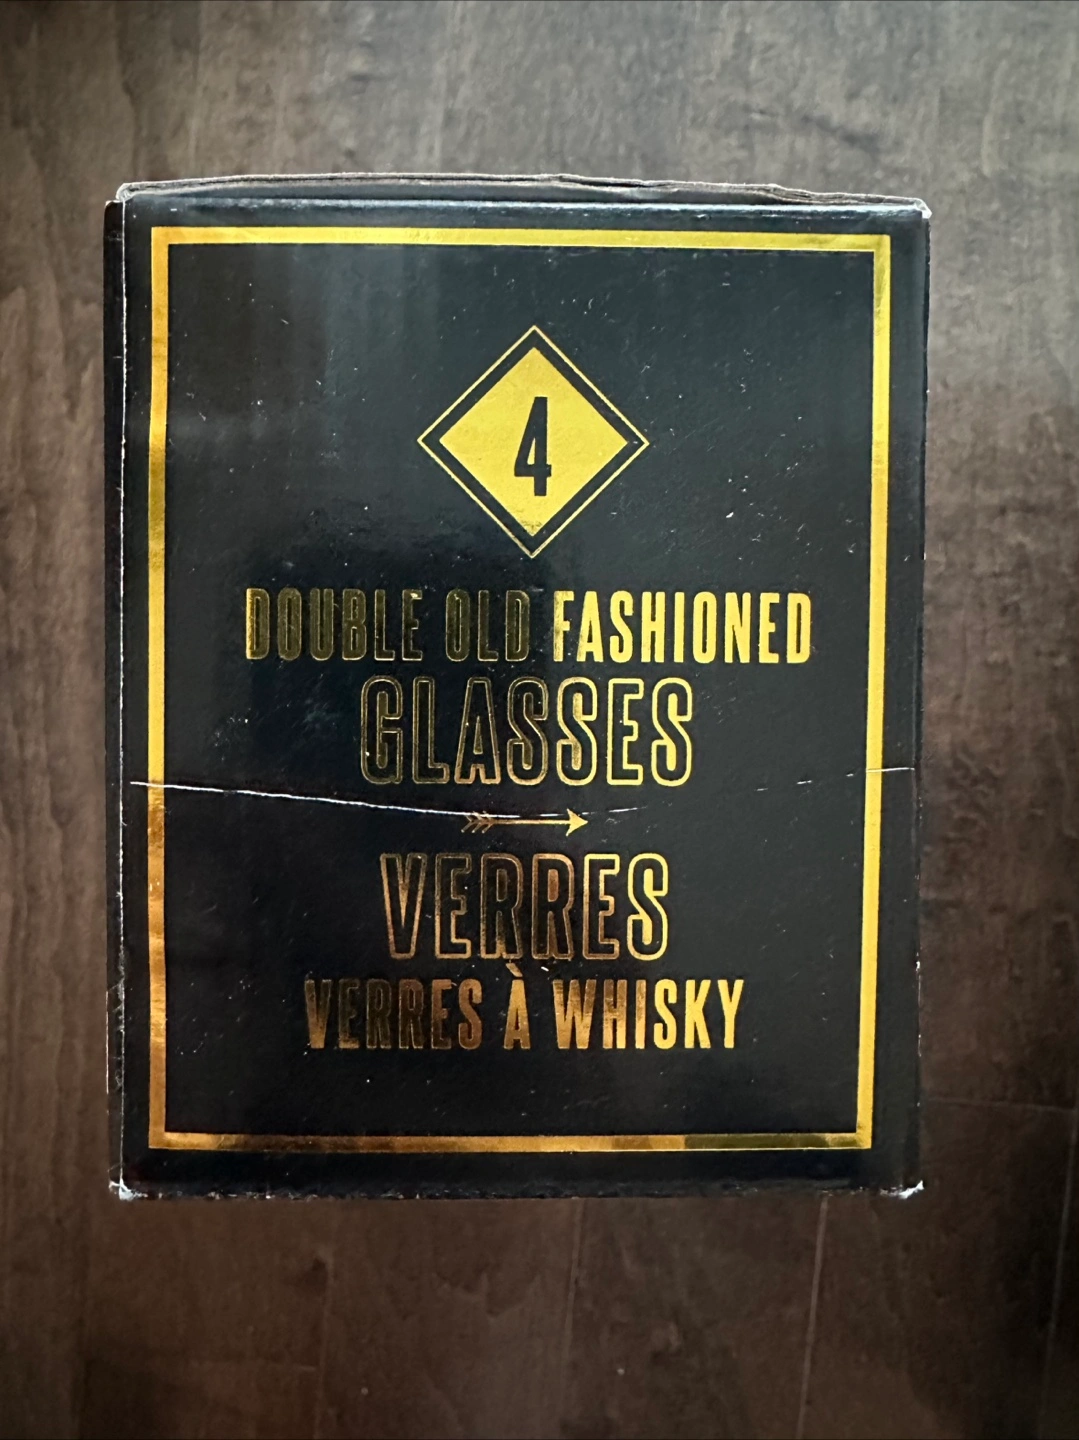 4
DOUBLE OLD FASHIONED
GLASSES
VERRES
VERRES À WHISKY